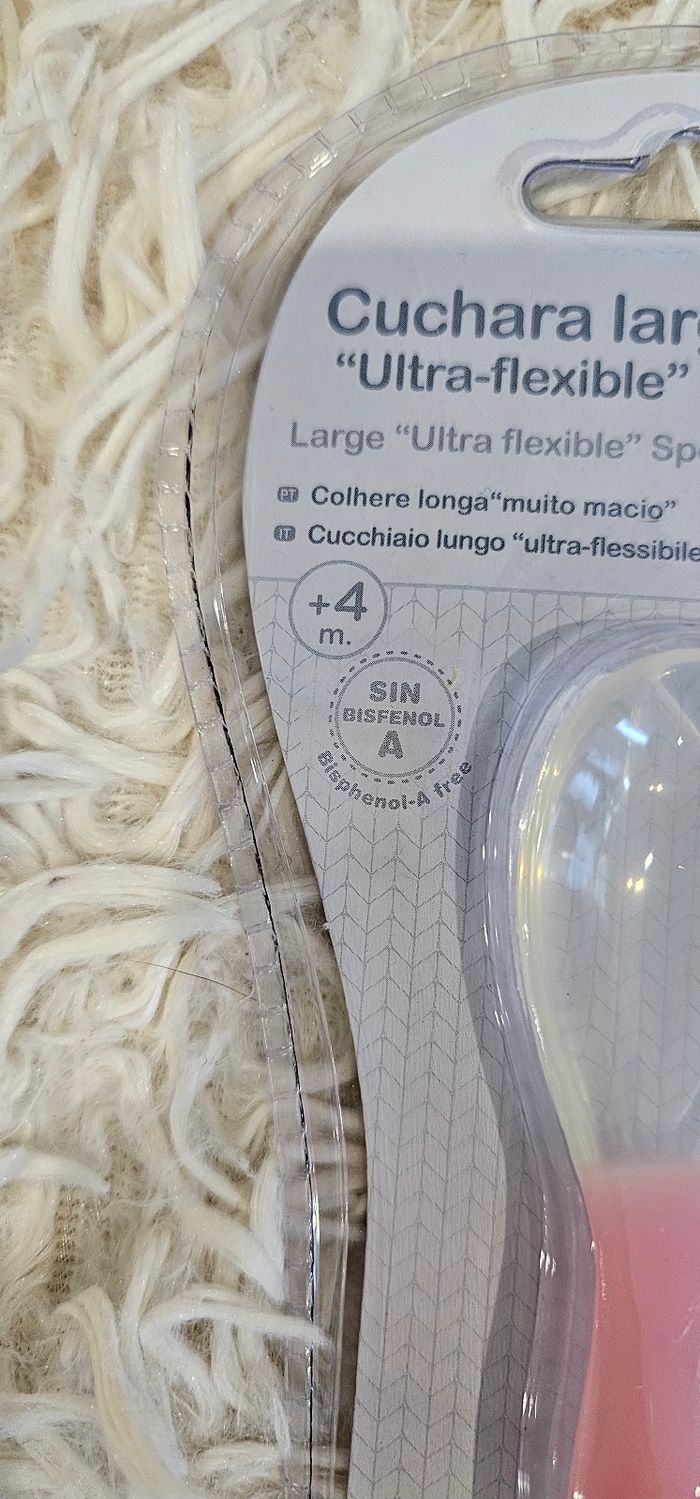 Cuchara lar
“Ultra-flexible”
Large “Ultra flexible” Sp
PT Colhere longa“muito macio”
IT Cucchiaio lungo “ultra-flessibile
+4
m.
SIN
BISFENOL
A
Bisphenol-A free